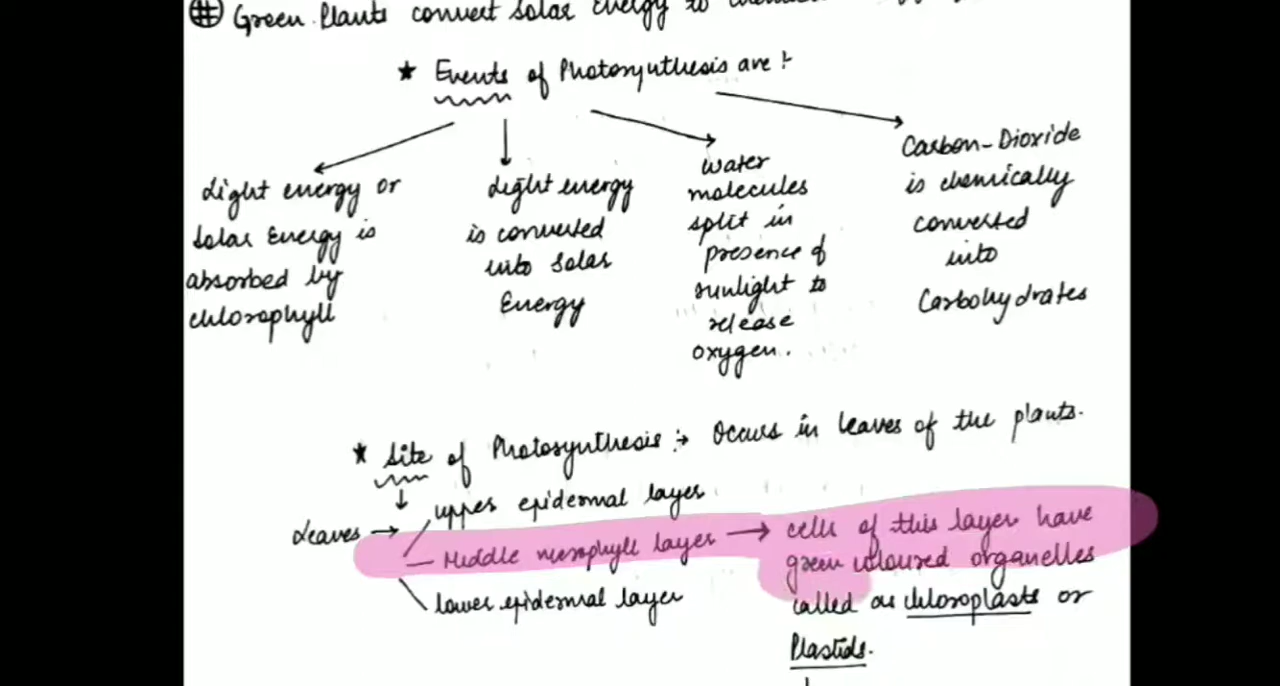 # Green Plants convert Solar Energy to
* Events of Photosynthesis are :-
Light energy or
Solar Energy is
absorbed by
chlorophyll
Light energy
is converted
into Solar
Energy
Water
molecules
split in
presence of
sunlight to
release
oxygen.
Carbon-Dioxide
is chemically
converted
into
Carbohydrates
* Site of Photosynthesis :→ Occurs in leaves of the plants.
Leaves →
upper epidermal layer
— Middle mesophyll layer → cells of this layer have
green coloured organelles
lower epidermal layer
called as chloroplasts or
Plastids.